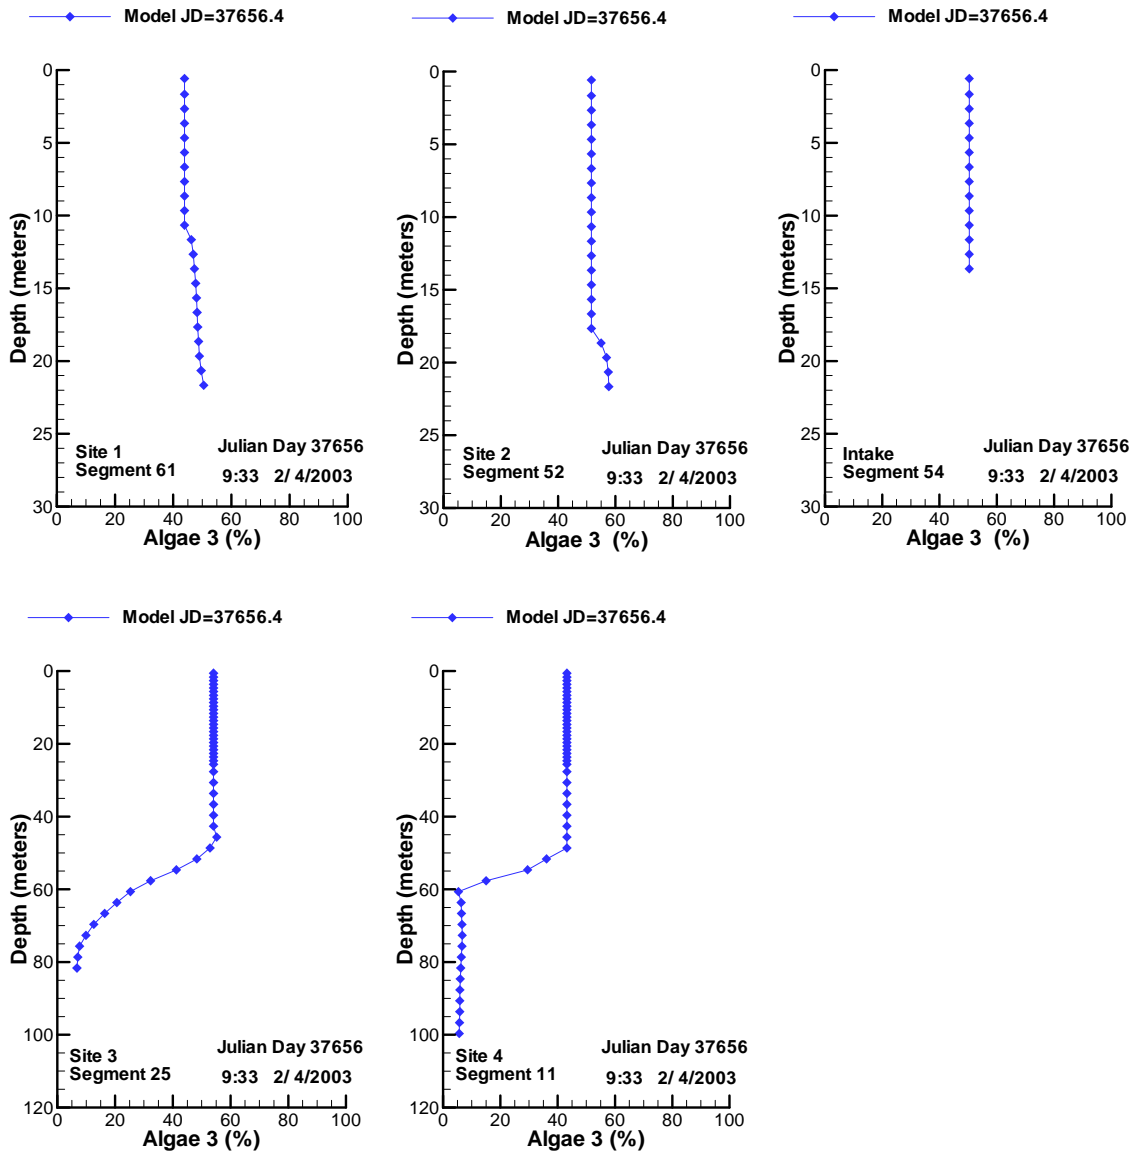 Model JD=37656.4
0
5
10
15
20
25
30
Depth (meters)
Site 1
Segment 61
Julian Day 37656
9:33 2/ 4/2003
0 20 40 60 80 100
Algae 3 (%)
Model JD=37656.4
0
5
10
15
20
25
30
Depth (meters)
Site 2
Segment 52
Julian Day 37656
9:33 2/ 4/2003
0 20 40 60 80 100
Algae 3 (%)
Model JD=37656.4
0
5
10
15
20
25
30
Depth (meters)
Intake
Segment 54
Julian Day 37656
9:33 2/ 4/2003
0 20 40 60 80 100
Algae 3 (%)
Model JD=37656.4
0
20
40
60
80
100
120
Depth (meters)
Site 3
Segment 25
Julian Day 37656
9:33 2/ 4/2003
0 20 40 60 80 100
Algae 3 (%)
Model JD=37656.4
0
20
40
60
80
100
120
Depth (meters)
Site 4
Segment 11
Julian Day 37656
9:33 2/ 4/2003
0 20 40 60 80 100
Algae 3 (%)